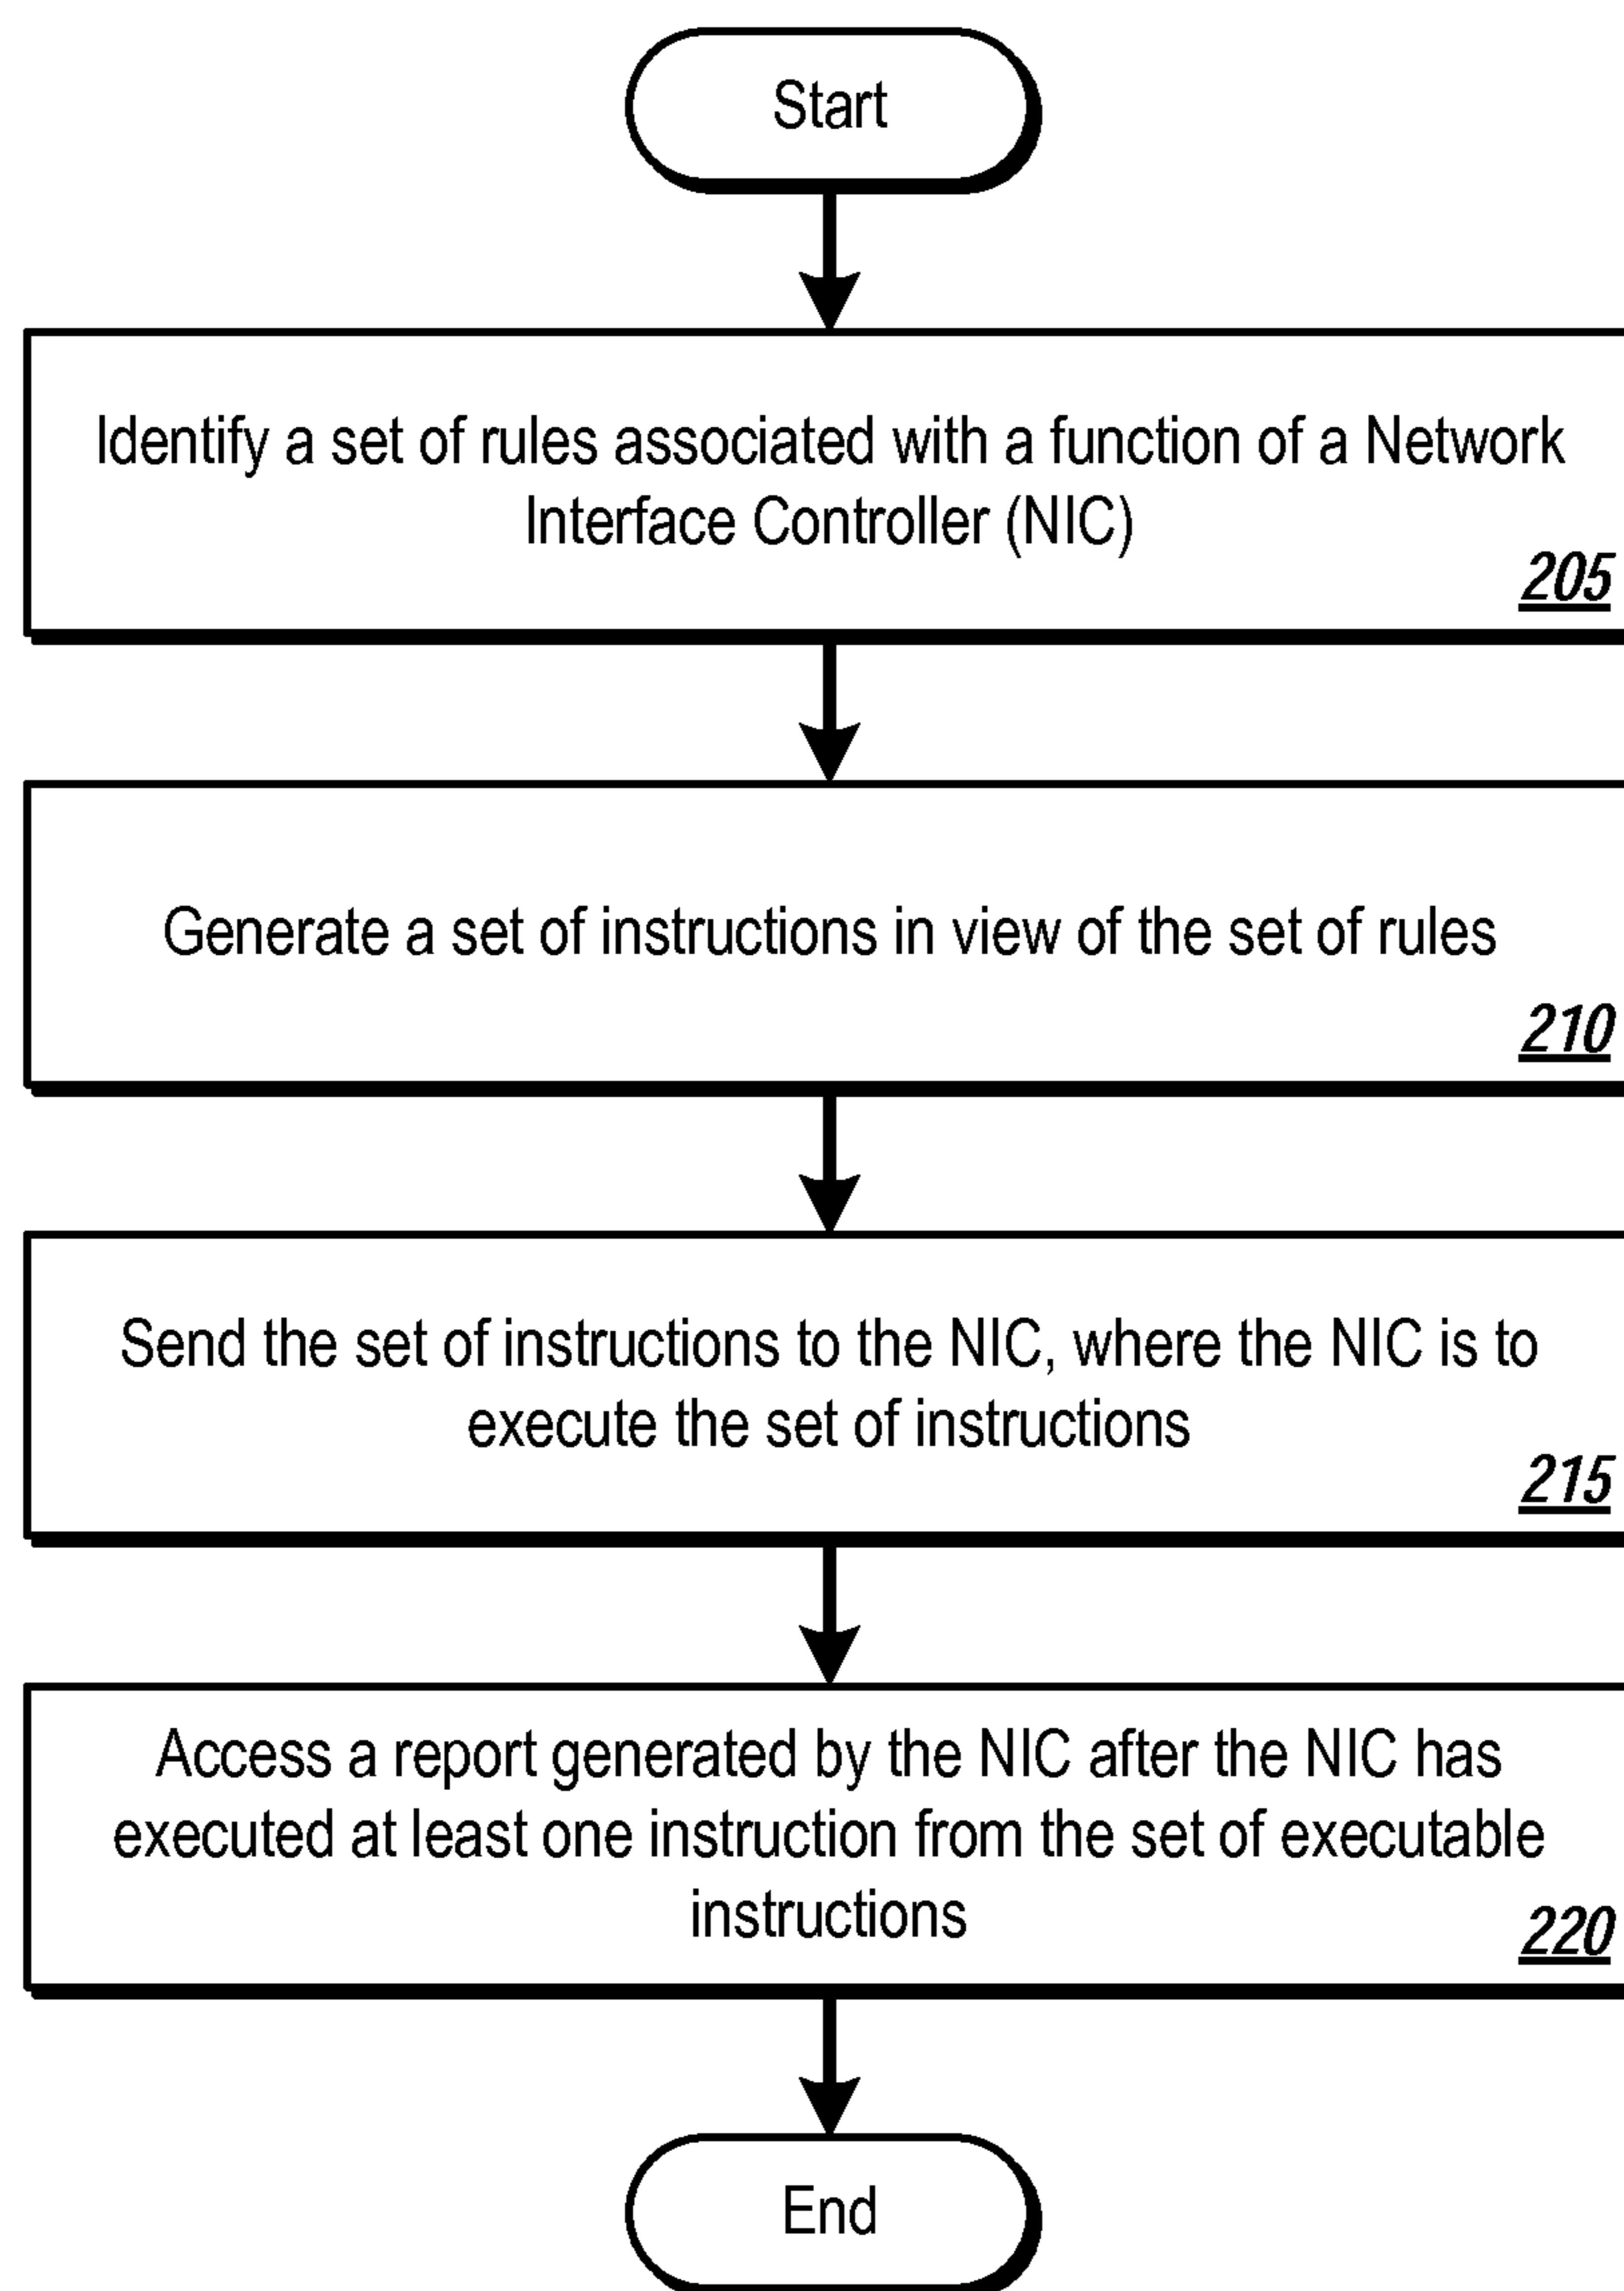 Start
Identify a set of rules associated with a function of a Network
Interface Controller (NIC)
205
Generate a set of instructions in view of the set of rules
210
Send the set of instructions to the NIC, where the NIC is to
execute the set of instructions
215
Access a report generated by the NIC after the NIC has
executed at least one instruction from the set of executable
instructions
220
End